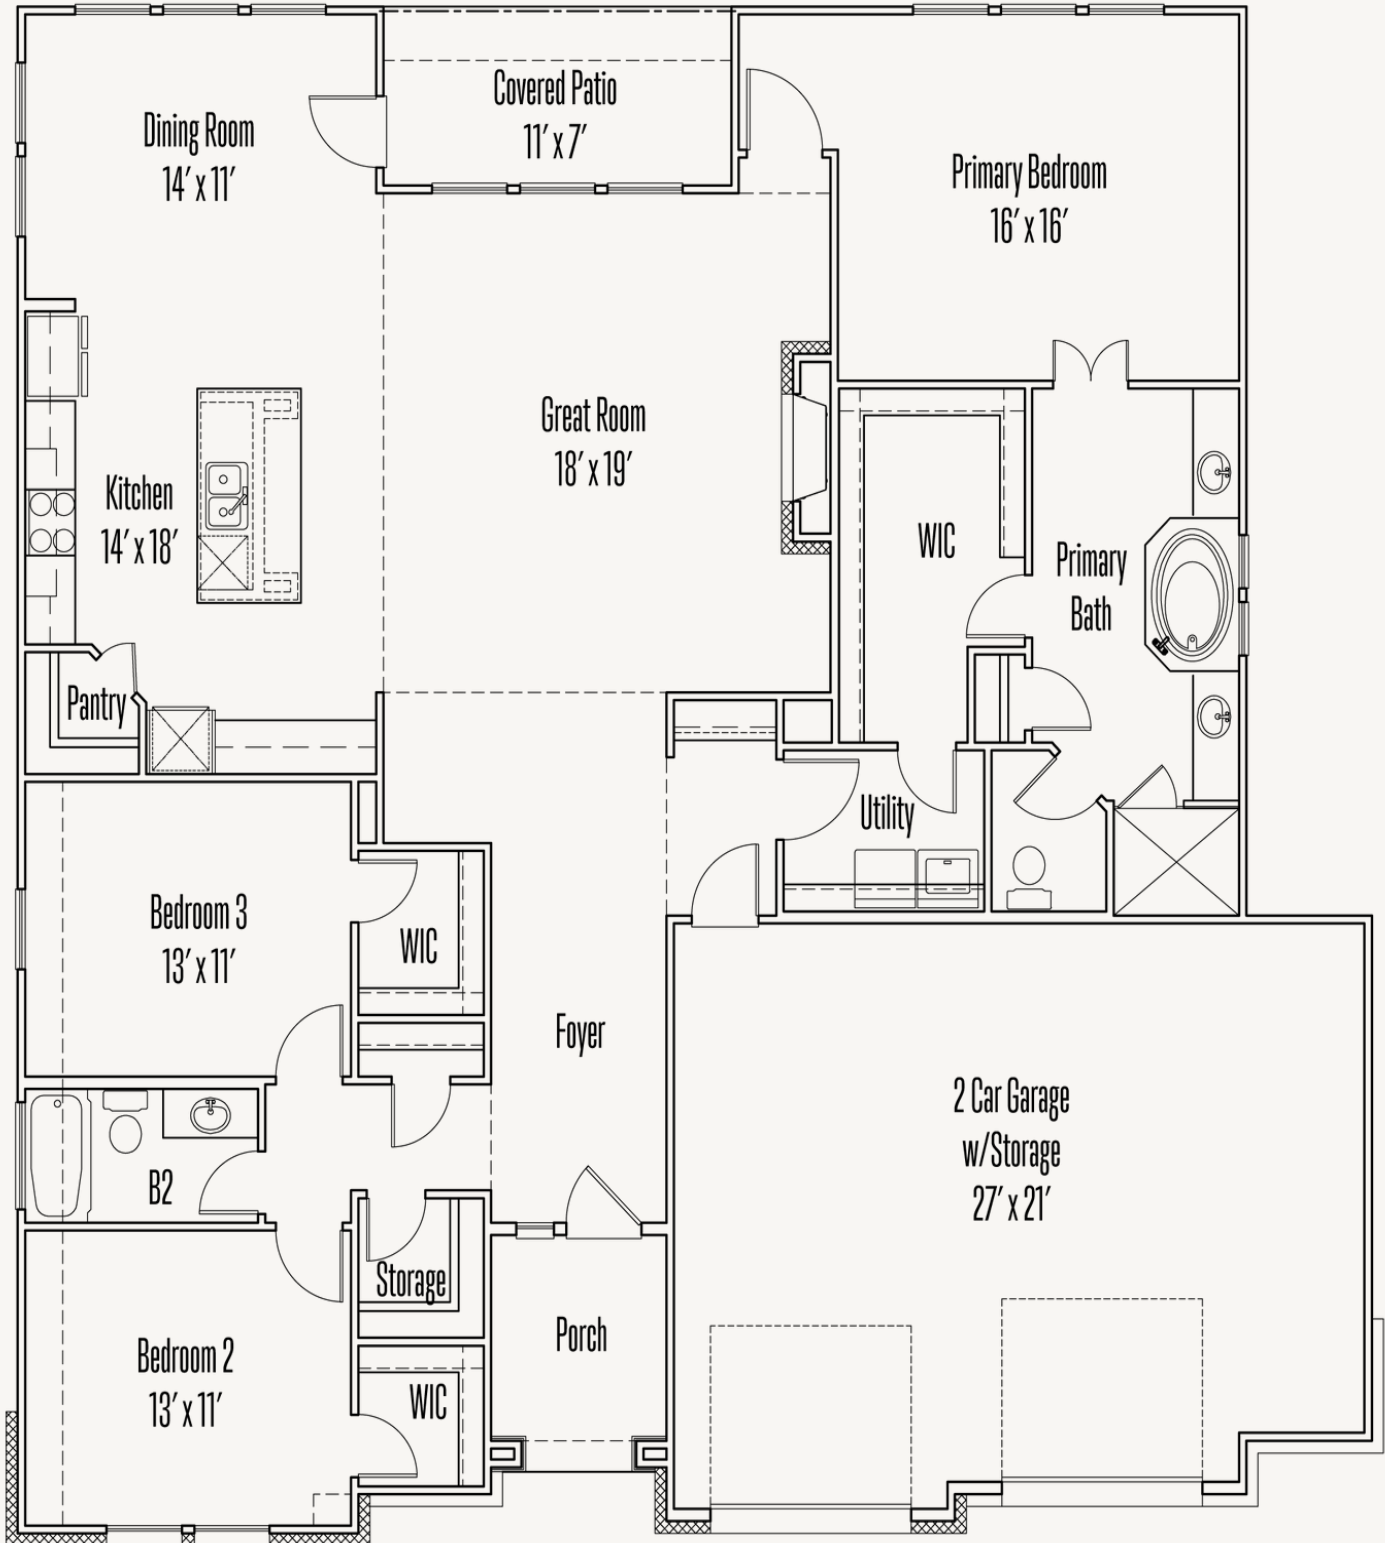 Covered Patio
11′ x 7′
Dining Room
14′ x 11′
Primary Bedroom
16′ x 16′
Great Room
18′ x 19′
Kitchen
14′ x 18′
WIC
Primary
Bath
Pantry
Utility
Bedroom 3
13′ x 11′
WIC
Foyer
2 Car Garage
w/Storage
27′ x 21′
B2
Storage
Porch
Bedroom 2
13′ x 11′
WIC